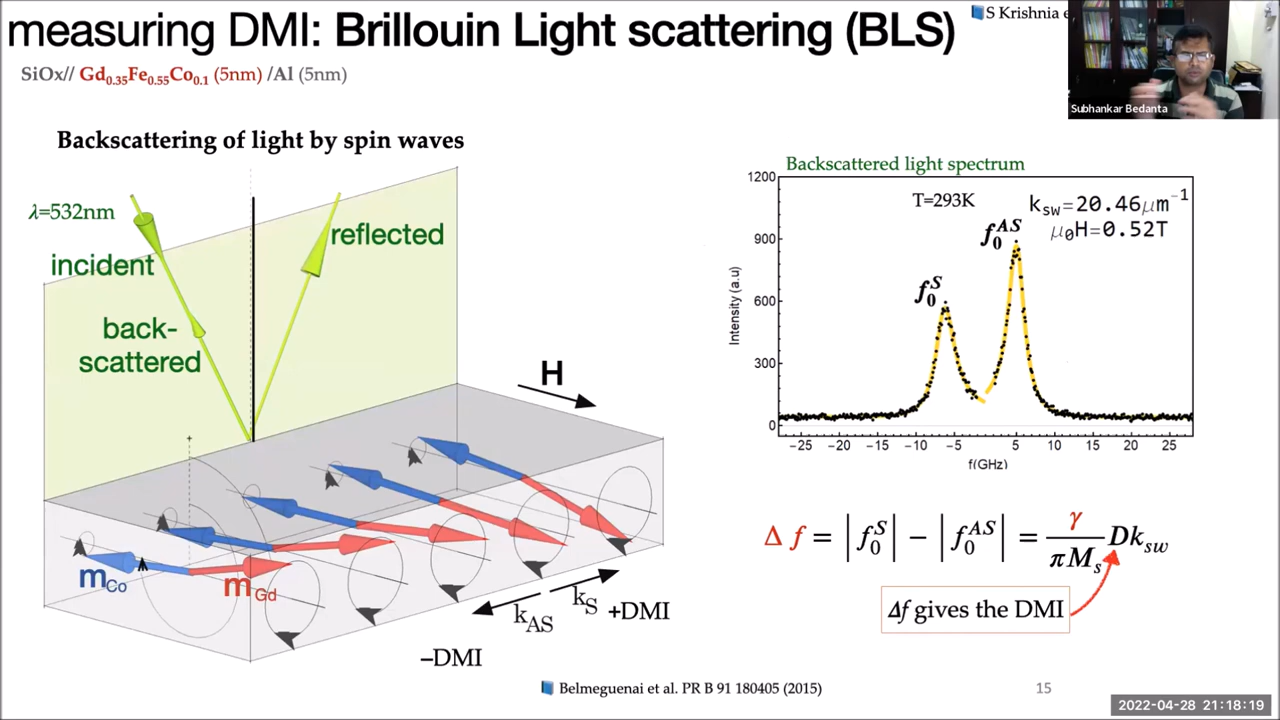 measuring DMI: Brillouin Light scattering (BLS)
S Krishnia
SiOx// Gd0.35Fe0.55Co0.1 (5nm) /Al (5nm)
Subhankar Bedanta
Backscattering of light by spin waves
λ=532nm
incident
reflected
back-
scattered
H
mCo
mGd
kAS
kS
+DMI
–DMI
Backscattered light spectrum
1200
900
600
300
0
Intensity (a.u)
T=293K
ksw=20.46μm-1
μ0H=0.52T
f0S
f0AS
-25 -20 -15 -10 -5 5 10 15 20 25
f(GHz)
Δ f = |f0S| − |f0AS| = γ/πMs Dksw
Δf gives the DMI
Belmeguenai et al. PR B 91 180405 (2015)
15
2022-04-28 21:18:19